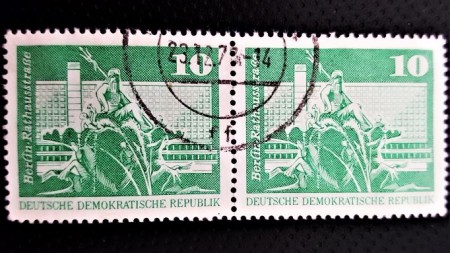 10
Berlin·Rathausstraße
DEUTSCHE DEMOKRATISCHE REPUBLIK
10
Berlin·Rathausstraße
DEUTSCHE DEMOKRATISCHE REPUBLIK
f f